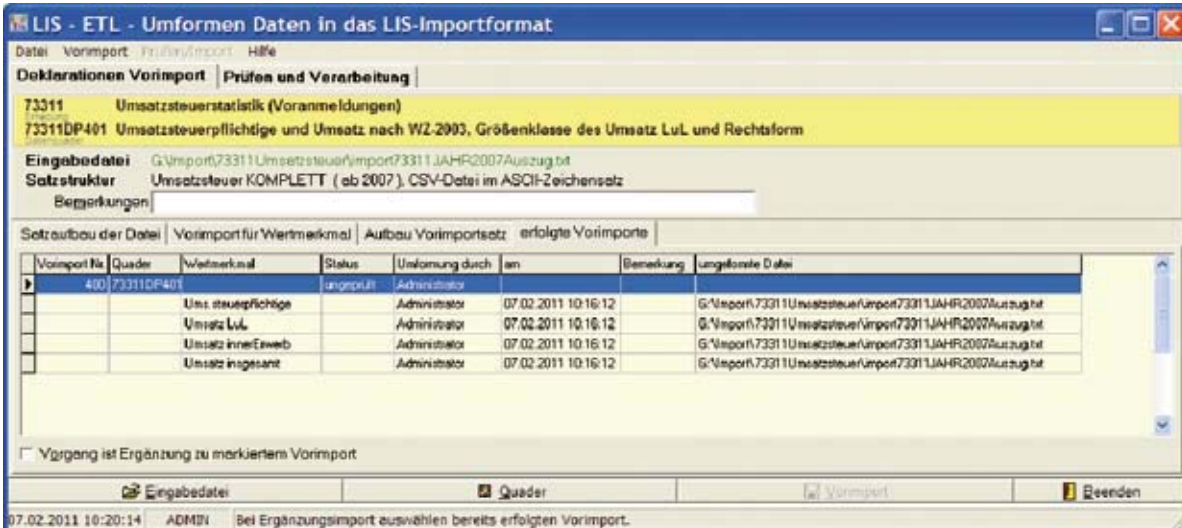 LIS - ETL - Umformen Daten in das LIS-Importformat
Datei Vorimport Prüfen/Import Hilfe
Deklarationen Vorimport Prüfen und Verarbeitung
73311 Umsatzsteuerstatistik (Voranmeldungen)
Erhebung
73311DP401 Umsatzsteuerpflichtige und Umsatz nach WZ-2003, Größenklasse des Umsatz LuL und Rechtsform
Datenquader
Eingabedatei G:\Import\73311Umsatzsteuer\import73311JAHR2007Auszug.txt
Satzstruktur Umsatzsteuer KOMPLETT ( ab 2007 ), CSV-Datei im ASCII-Zeichensatz
Bemerkungen
Satzaufbau der Datei Vorimport für Wertmerkmal Aufbau Vorimportsatz erfolgte Vorimporte
Vorimport Nr. Quader Wertmerkmal Status Umformung durch am Bemerkung umgeformte Datei
400 73311DP401 ungeprüft Administrator
Ums.steuerpflichtige Administrator 07.02.2011 10:16:12 G:\Import\73311Umsatzsteuer\import73311JAHR2007Auszug.txt
Umsatz LuL Administrator 07.02.2011 10:16:12 G:\Import\73311Umsatzsteuer\import73311JAHR2007Auszug.txt
Umsatz innerErwerb Administrator 07.02.2011 10:16:12 G:\Import\73311Umsatzsteuer\import73311JAHR2007Auszug.txt
Umsatz insgesamt Administrator 07.02.2011 10:16:12 G:\Import\73311Umsatzsteuer\import73311JAHR2007Auszug.txt
Vorgang ist Ergänzung zu markiertem Vorimport
Eingabedatei Quader Vorimport Beenden
07.02.2011 10:20:14 ADMIN Bei Ergänzungsimport auswählen bereits erfolgten Vorimport.